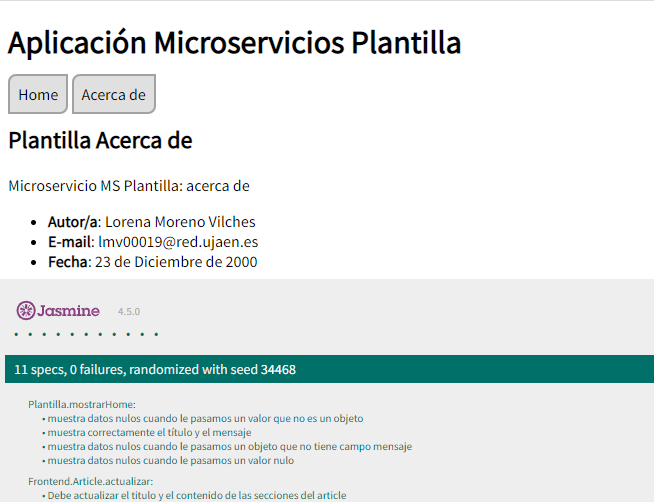 Aplicación Microservicios Plantilla
Home Acerca de
Plantilla Acerca de
Microservicio MS Plantilla: acerca de
• Autor/a: Lorena Moreno Vilches
• E-mail: lmv00019@red.ujaen.es
• Fecha: 23 de Diciembre de 2000
Jasmine 4.5.0
• • • • • • • • • • •
11 specs, 0 failures, randomized with seed 34468
Plantilla.mostrarHome:
• muestra datos nulos cuando le pasamos un valor que no es un objeto
• muestra correctamente el título y el mensaje
• muestra datos nulos cuando le pasamos un objeto que no tiene campo mensaje
• muestra datos nulos cuando le pasamos un valor nulo
Frontend.Article.actualizar:
• Debe actualizar el titulo y el contenido de las secciones del article